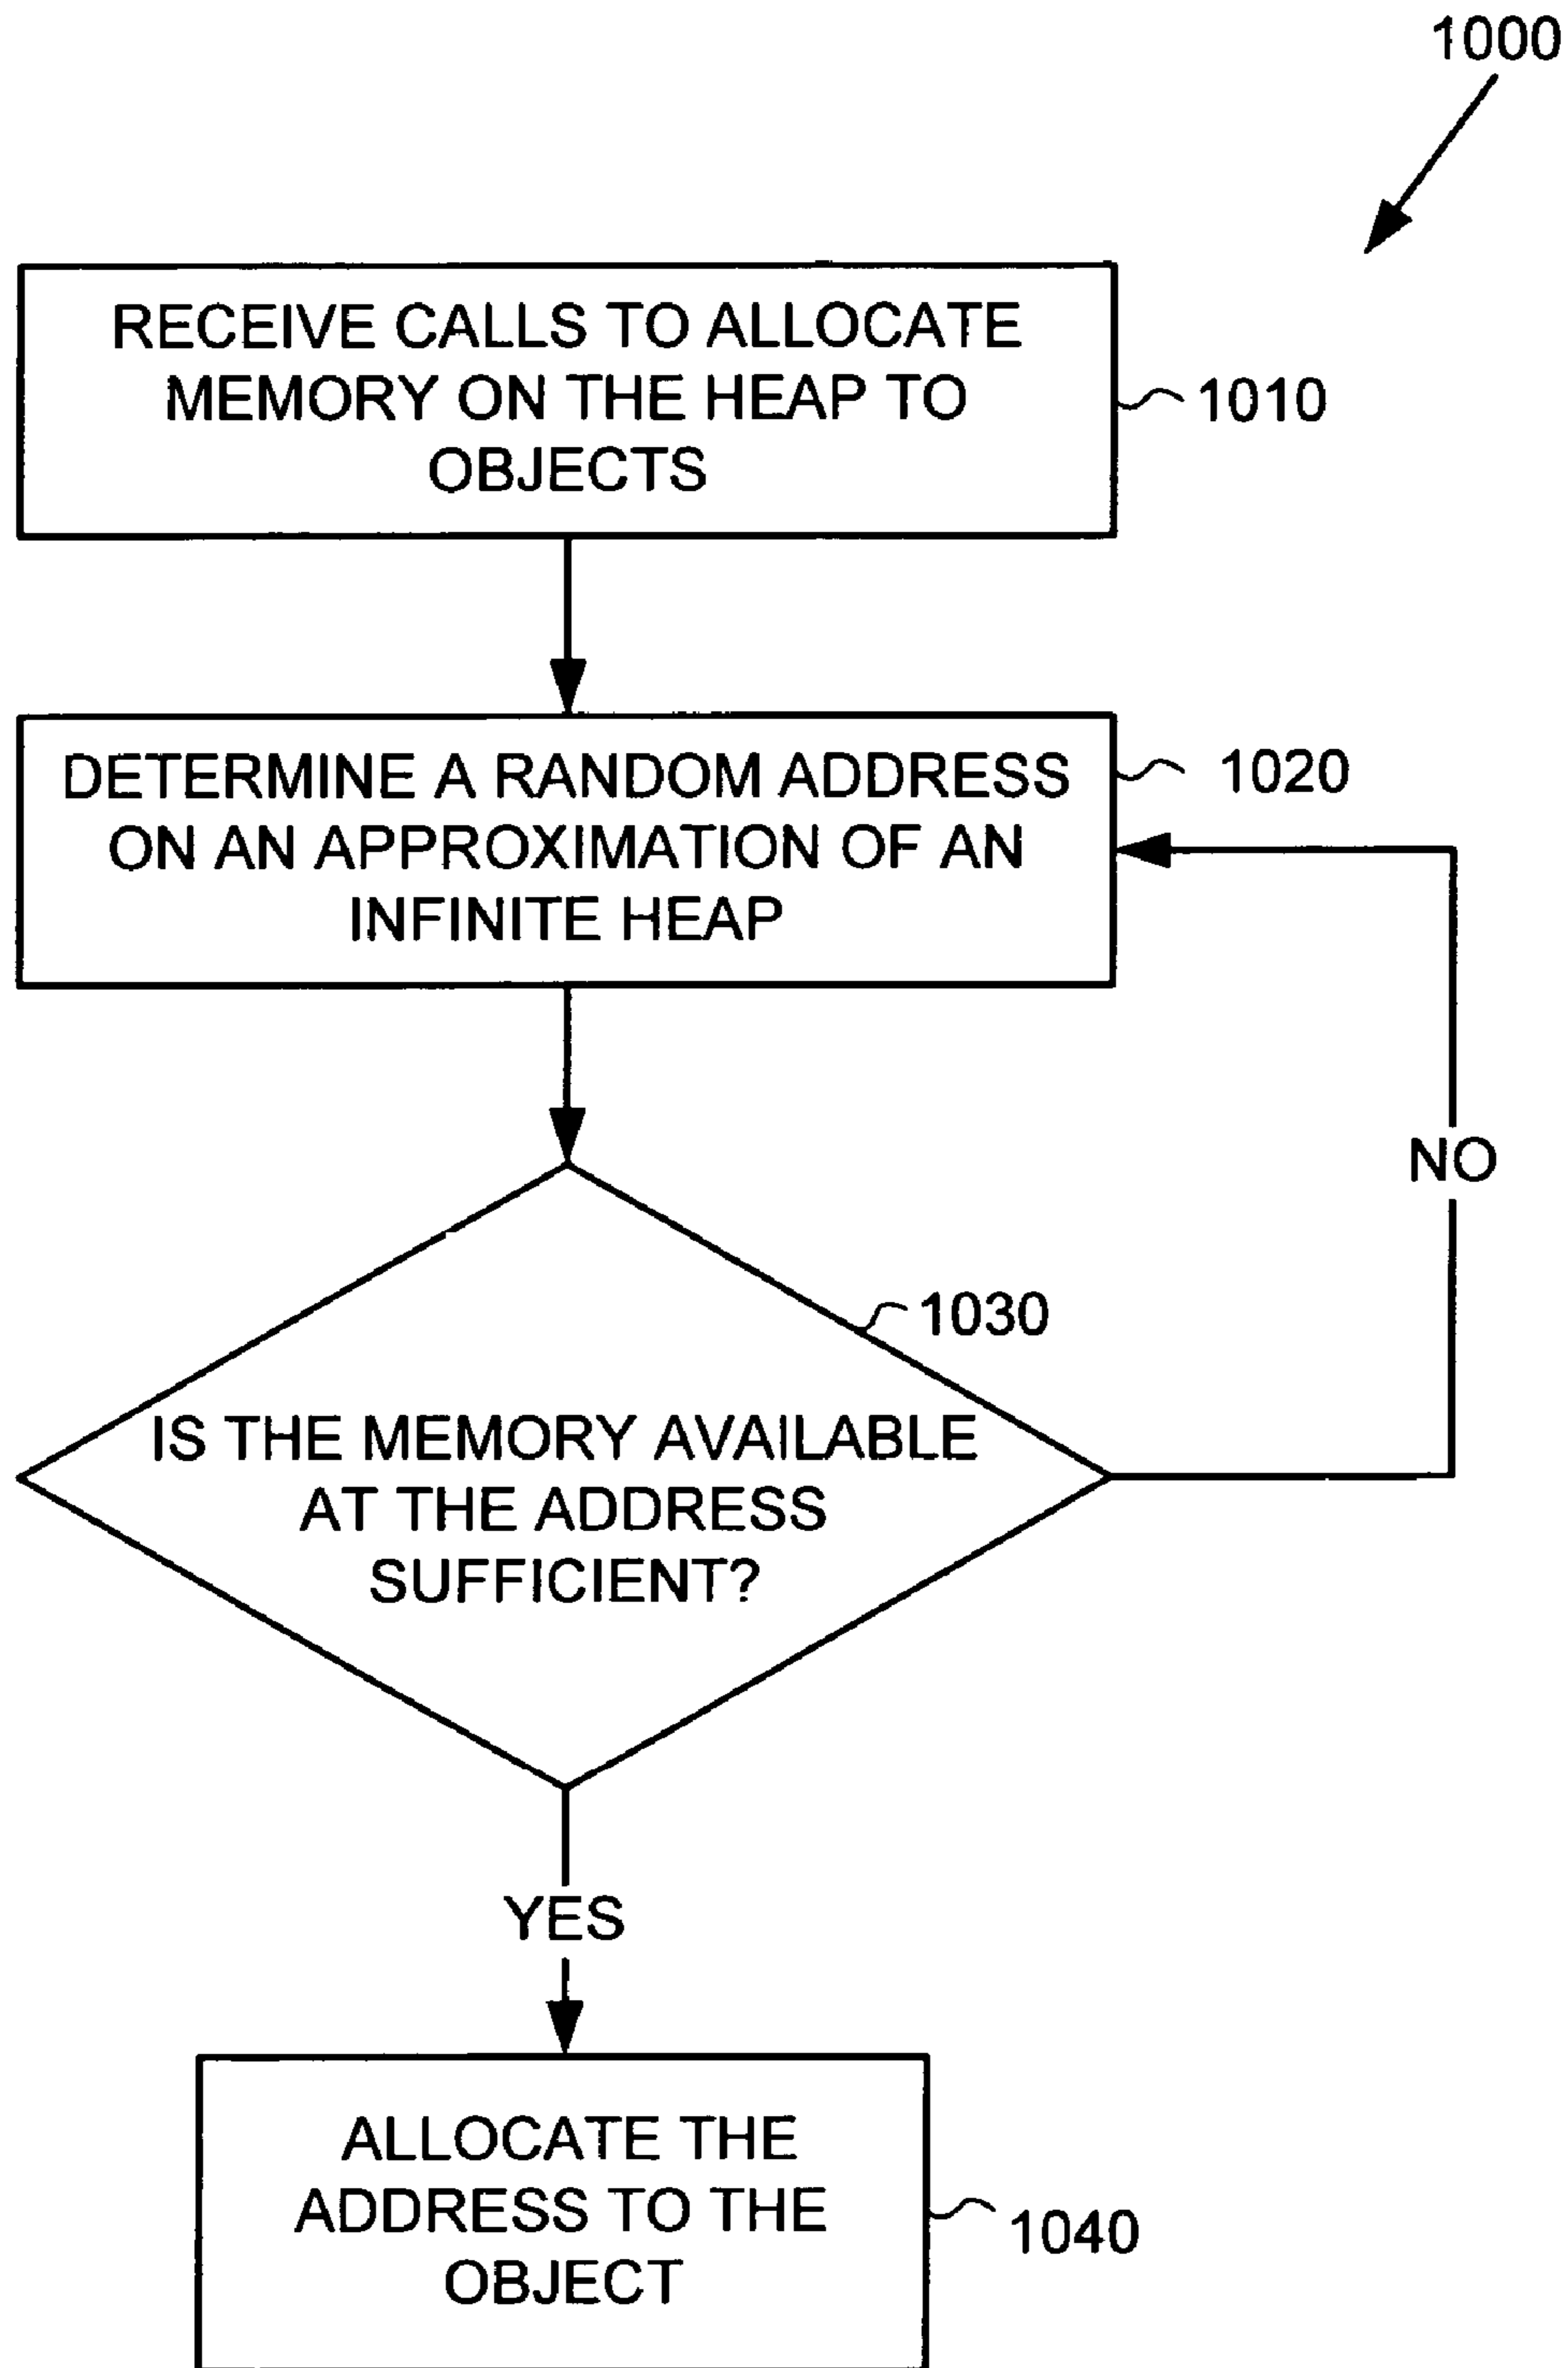 1000
RECEIVE CALLS TO ALLOCATE
MEMORY ON THE HEAP TO
OBJECTS
1010
DETERMINE A RANDOM ADDRESS
ON AN APPROXIMATION OF AN
INFINITE HEAP
1020
NO
1030
IS THE MEMORY AVAILABLE
AT THE ADDRESS
SUFFICIENT?
YES
ALLOCATE THE
ADDRESS TO THE
OBJECT
1040